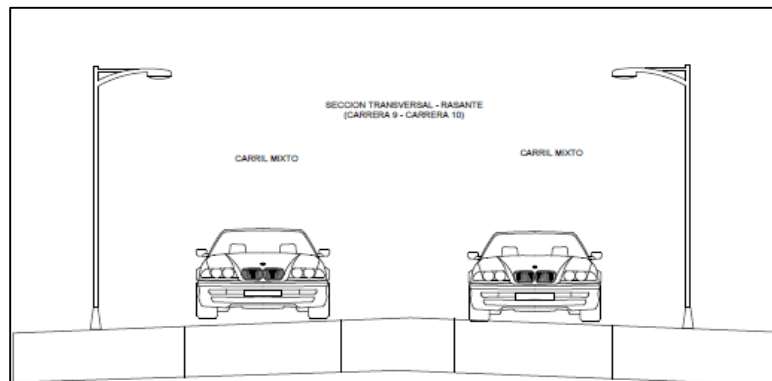 SECCION TRANSVERSAL - RASANTE
(CARRERA 9 - CARRERA 10)
CARRIL MIXTO
CARRIL MIXTO